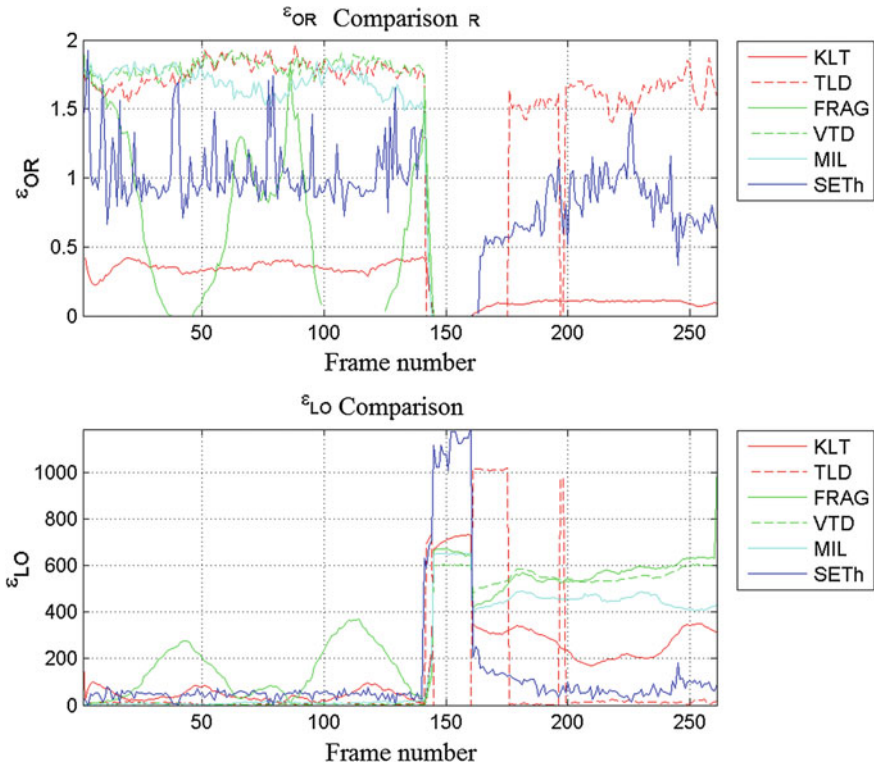 εOR Comparison R
2
1.5
1
0.5
0
εOR
50 100 150 200 250
Frame number
KLT
TLD
FRAG
VTD
MIL
SETh
εLO Comparison
1000
800
600
400
200
0
εLO
50 100 150 200 250
Frame number
KLT
TLD
FRAG
VTD
MIL
SETh